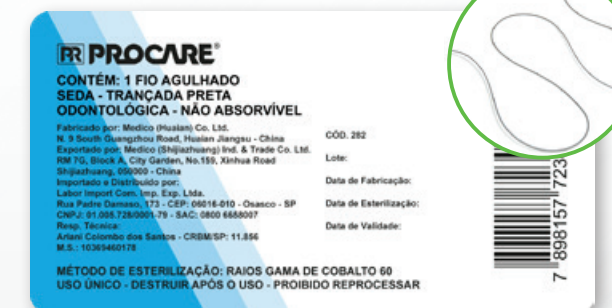 PROCARE®
CONTÉM: 1 FIO AGULHADO
SEDA - TRANÇADA PRETA
ODONTOLÓGICA - NÃO ABSORVÍVEL
Fabricado por: Medico (Huaian) Co. Ltd.
N. 9 South Guangzhou Road, Huaian Jiangsu - China
Exportado por: Medico (Shijiazhuang) Ind. & Trade Co. Ltd.
RM 7G, Block A, City Garden, No.159, Xinhua Road
Shijiazhuang, 050000 - China
Importado e Distribuído por:
Labor Import Com. Imp. Exp. Ltda.
Rua Padre Damaso, 173 - CEP: 06016-010 - Osasco - SP
CNPJ: 01.005.728/0001-79 - SAC: 0800 6688007
Resp. Técnica:
Arlani Colombo dos Santos - CRBM/SP: 11.856
M.S.: 10369460178
CÓD. 282
Lote:
Data de Fabricação:
Data de Esterilização:
Data de Validade:
7 898157 723
MÉTODO DE ESTERILIZAÇÃO: RAIOS GAMA DE COBALTO 60
USO ÚNICO - DESTRUIR APÓS O USO - PROIBIDO REPROCESSAR